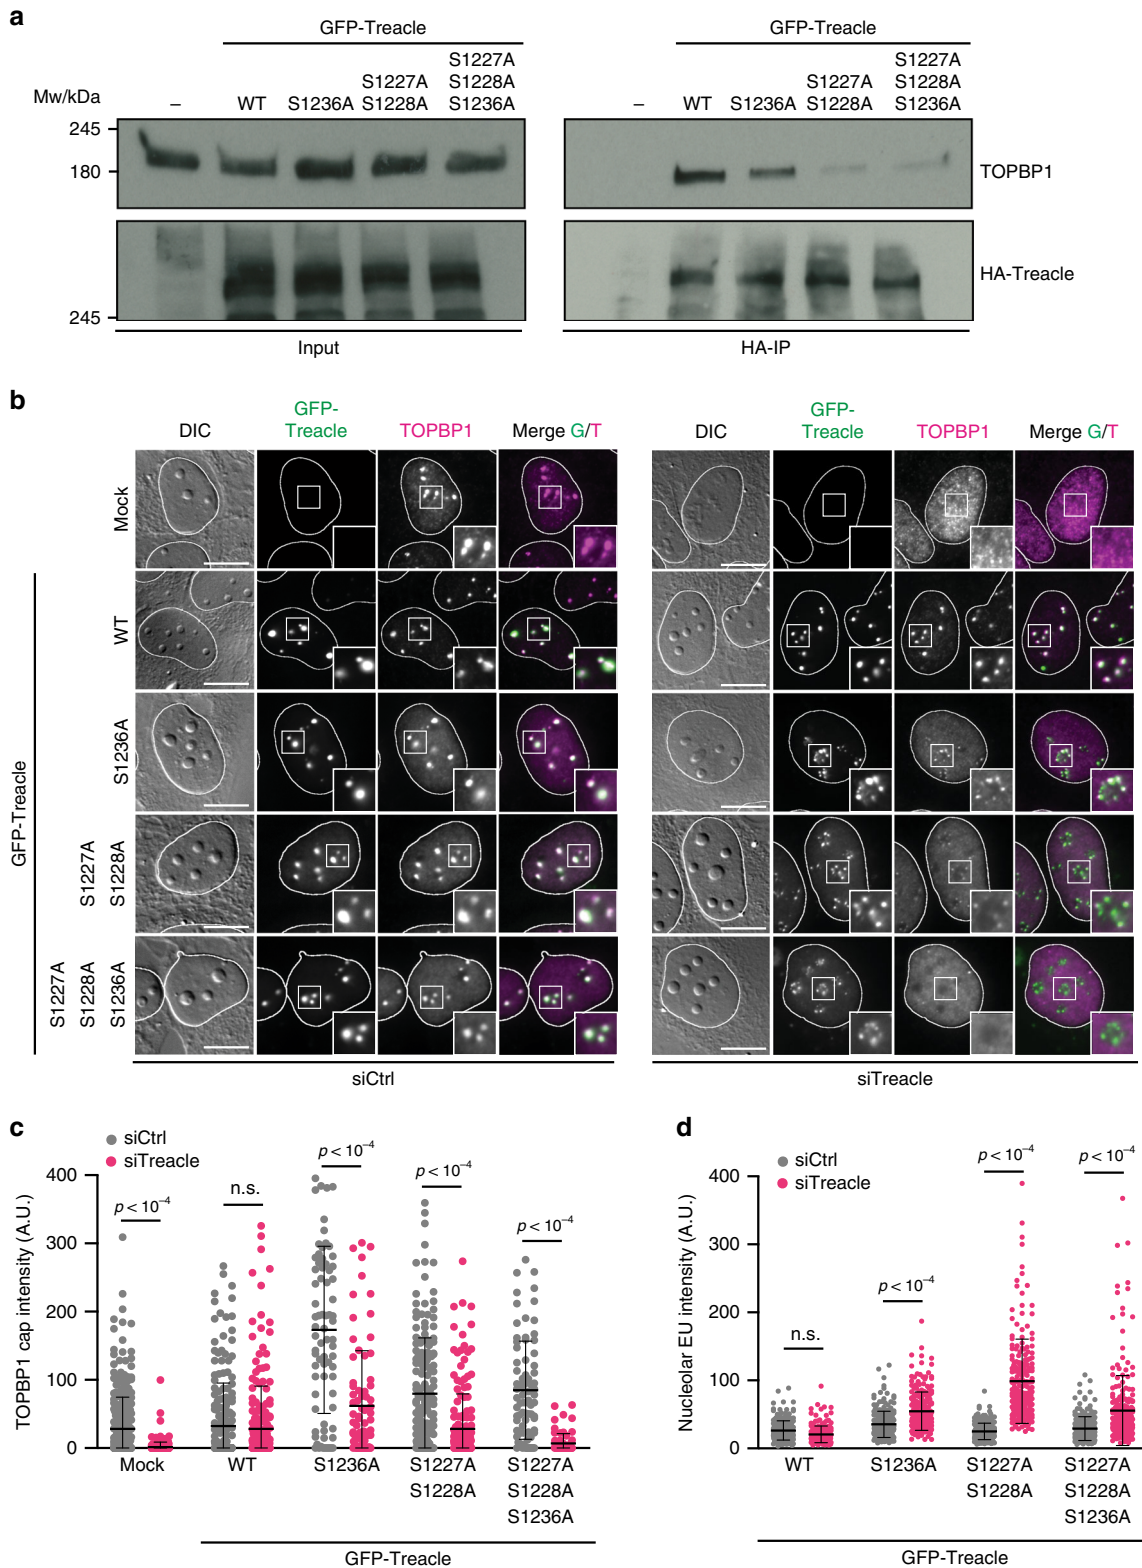 a
GFP-Treacle
GFP-Treacle
Mw/kDa
–
WT
S1236A
S1227A
S1228A
S1227A
S1228A
S1236A
–
WT
S1236A
S1227A
S1228A
S1227A
S1228A
S1236A
245
180
TOPBP1
245
HA-Treacle
Input
HA-IP
b
DIC
GFP-
Treacle
TOPBP1
Merge G/T
DIC
GFP-
Treacle
TOPBP1
Merge G/T
Mock
GFP-Treacle
WT
S1236A
S1227A
S1228A
S1227A
S1228A
S1236A
siCtrl
siTreacle
c
siCtrl
siTreacle
TOPBP1 cap intensity (A.U.)
400
300
200
100
0
p < 10⁻⁴
n.s.
p < 10⁻⁴
p < 10⁻⁴
p < 10⁻⁴
Mock
WT
S1236A
S1227A
S1228A
S1227A
S1228A
S1236A
GFP-Treacle
d
siCtrl
siTreacle
Nucleolar EU intensity (A.U.)
400
300
200
100
0
n.s.
p < 10⁻⁴
p < 10⁻⁴
p < 10⁻⁴
WT
S1236A
S1227A
S1228A
S1227A
S1228A
S1236A
GFP-Treacle